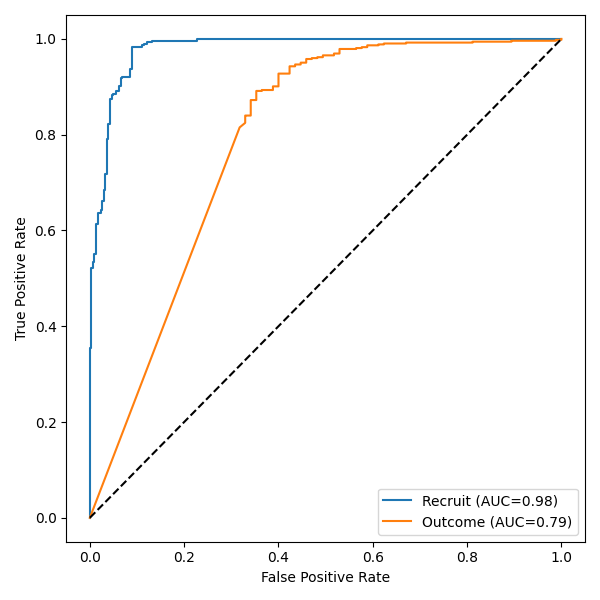 1.0
0.8
0.6
0.4
0.2
0.0
True Positive Rate
Recruit (AUC=0.98)
Outcome (AUC=0.79)
0.0 0.2 0.4 0.6 0.8 1.0
False Positive Rate